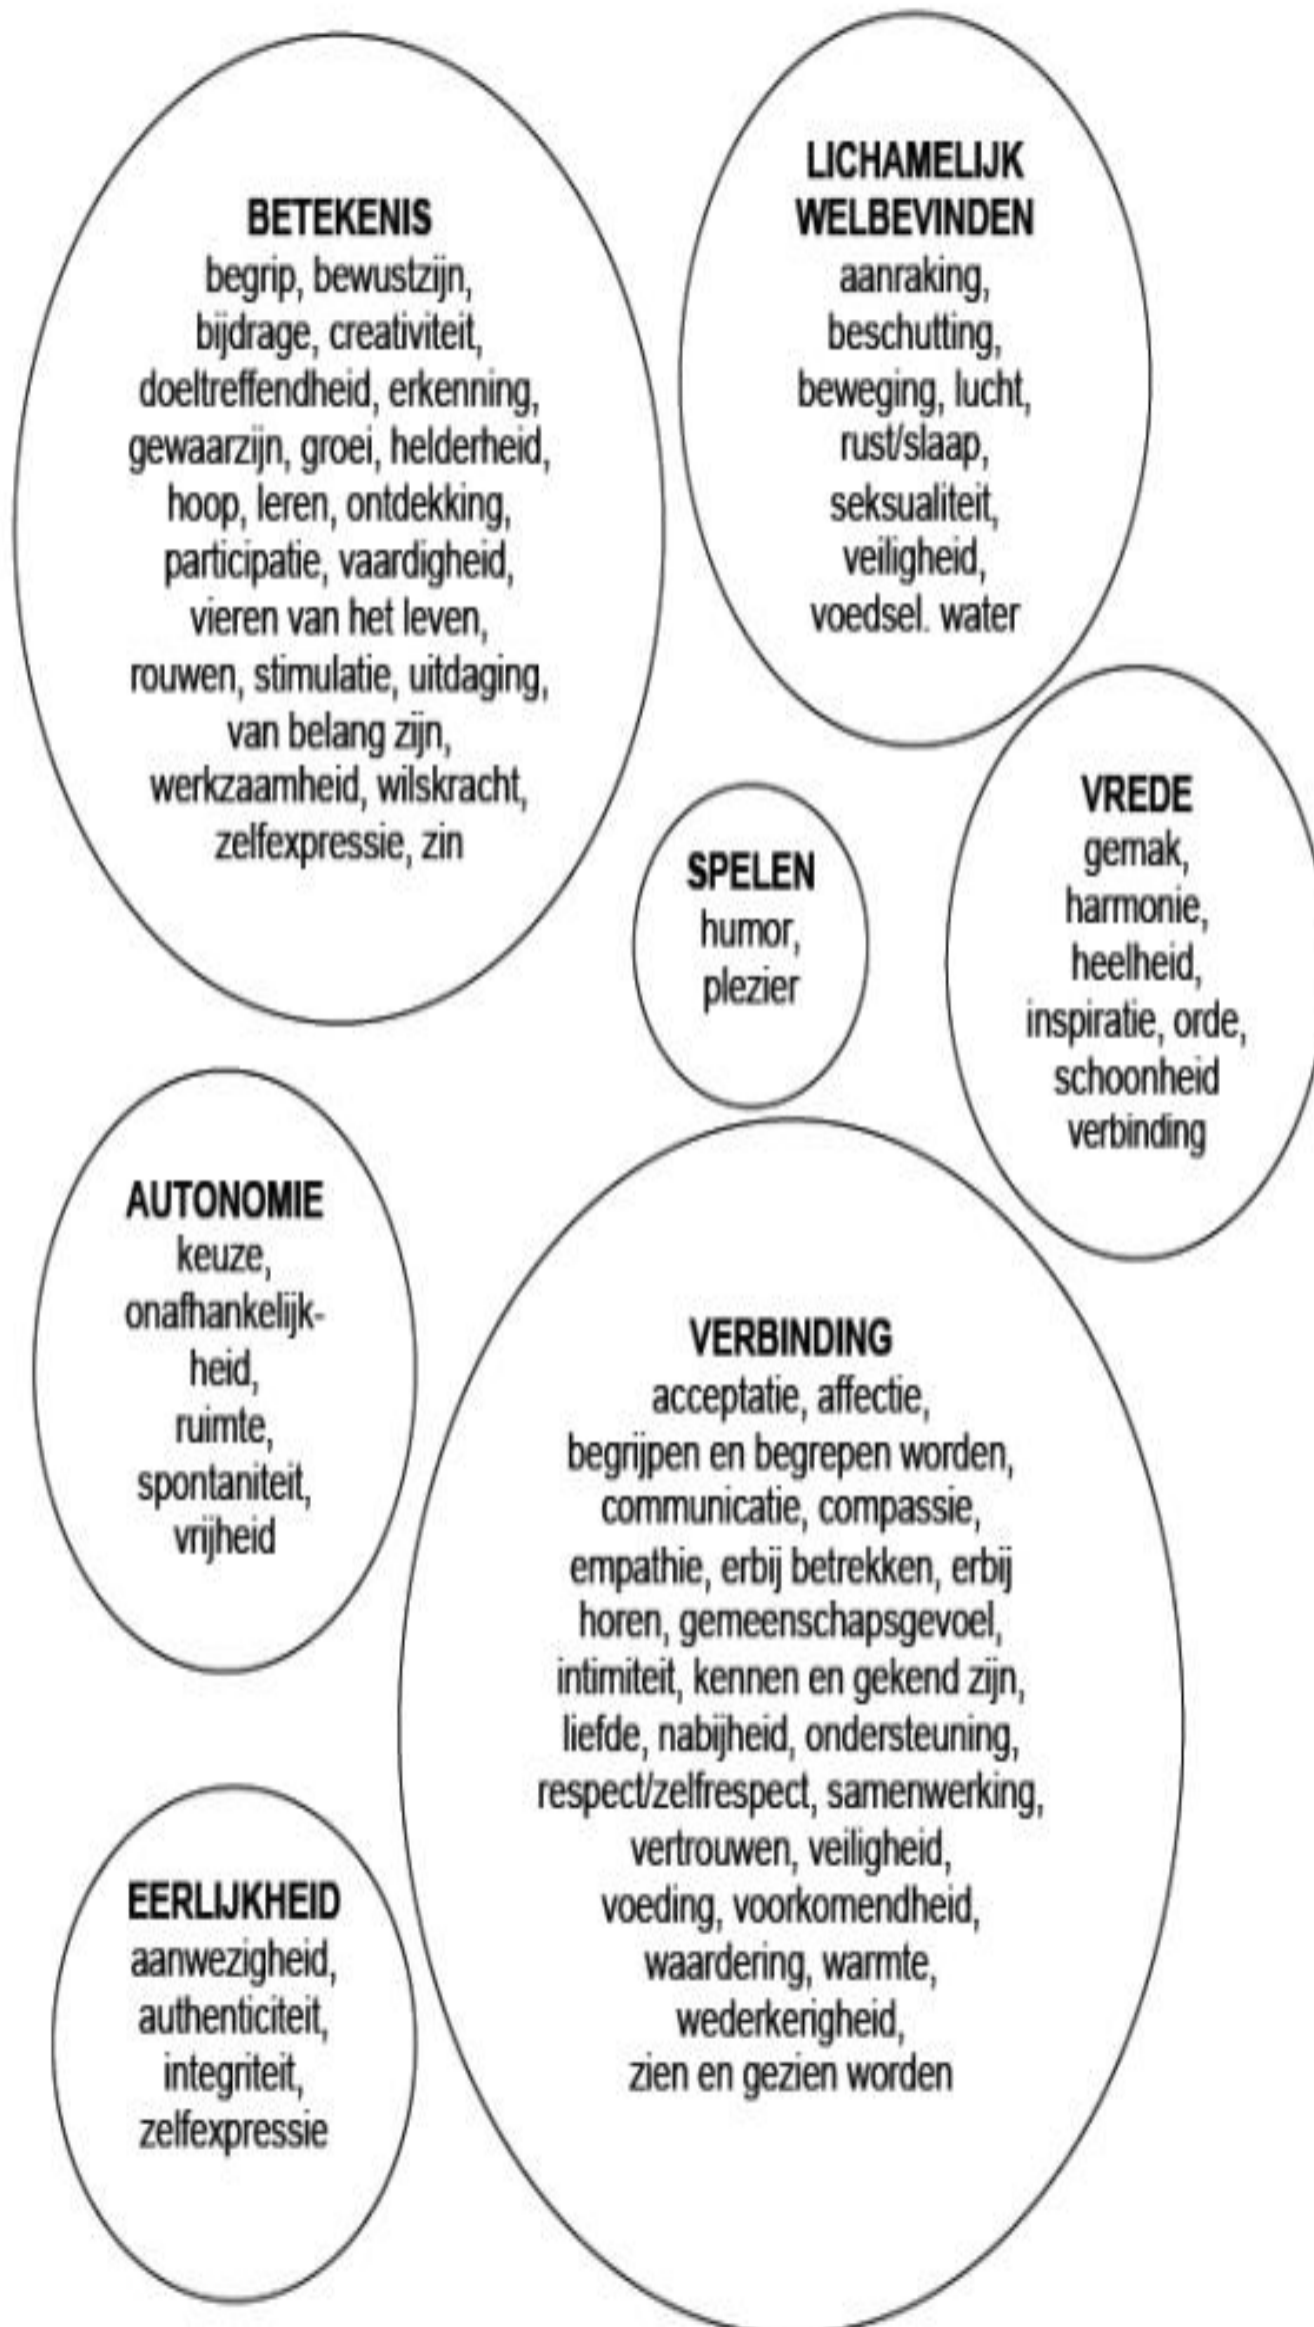 BETEKENIS
begrip, bewustzijn,
bijdrage, creativiteit,
doeltreffendheid, erkenning,
gewaarzijn, groei, helderheid,
hoop, leren, ontdekking,
participatie, vaardigheid,
vieren van het leven,
rouwen, stimulatie, uitdaging,
van belang zijn,
werkzaamheid, wilskracht,
zelfexpressie, zin
LICHAMELIJK
WELBEVINDEN
aanraking,
beschutting,
beweging, lucht,
rust/slaap,
seksualiteit,
veiligheid,
voedsel. water
SPELEN
humor,
plezier
VREDE
gemak,
harmonie,
heelheid,
inspiratie, orde,
schoonheid
verbinding
AUTONOMIE
keuze,
onafhankelijk-
heid,
ruimte,
spontaniteit,
vrijheid
VERBINDING
acceptatie, affectie,
begrijpen en begrepen worden,
communicatie, compassie,
empathie, erbij betrekken, erbij
horen, gemeenschapsgevoel,
intimiteit, kennen en gekend zijn,
liefde, nabijheid, ondersteuning,
respect/zelfrespect, samenwerking,
vertrouwen, veiligheid,
voeding, voorkomendheid,
waardering, warmte,
wederkerigheid,
zien en gezien worden
EERLIJKHEID
aanwezigheid,
authenticiteit,
integriteit,
zelfexpressie